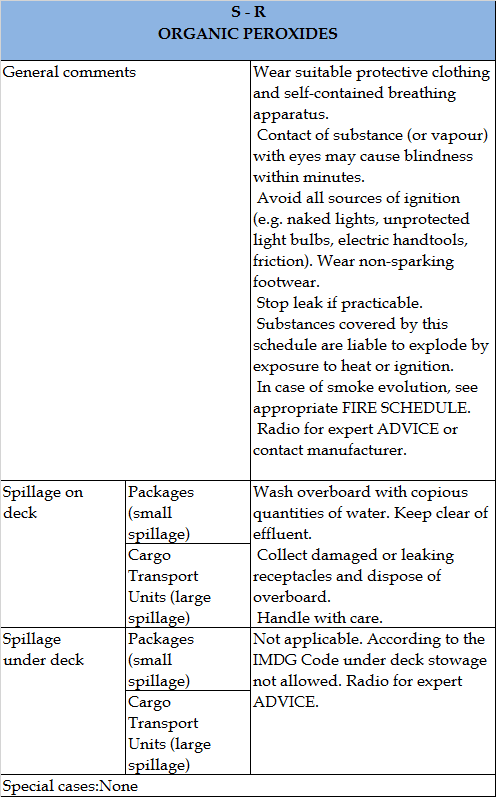 S - R
ORGANIC PEROXIDES
General comments
Wear suitable protective clothing
and self-contained breathing
apparatus.
Contact of substance (or vapour)
with eyes may cause blindness
within minutes.
Avoid all sources of ignition
(e.g. naked lights, unprotected
light bulbs, electric handtools,
friction). Wear non-sparking
footwear.
Stop leak if practicable.
Substances covered by this
schedule are liable to explode by
exposure to heat or ignition.
In case of smoke evolution, see
appropriate FIRE SCHEDULE.
Radio for expert ADVICE or
contact manufacturer.
Spillage on
deck
Packages
(small
spillage)
Cargo
Transport
Units (large
spillage)
Wash overboard with copious
quantities of water. Keep clear of
effluent.
Collect damaged or leaking
receptacles and dispose of
overboard.
Handle with care.
Spillage
under deck
Packages
(small
spillage)
Cargo
Transport
Units (large
spillage)
Not applicable. According to the
IMDG Code under deck stowage
not allowed. Radio for expert
ADVICE.
Special cases:None